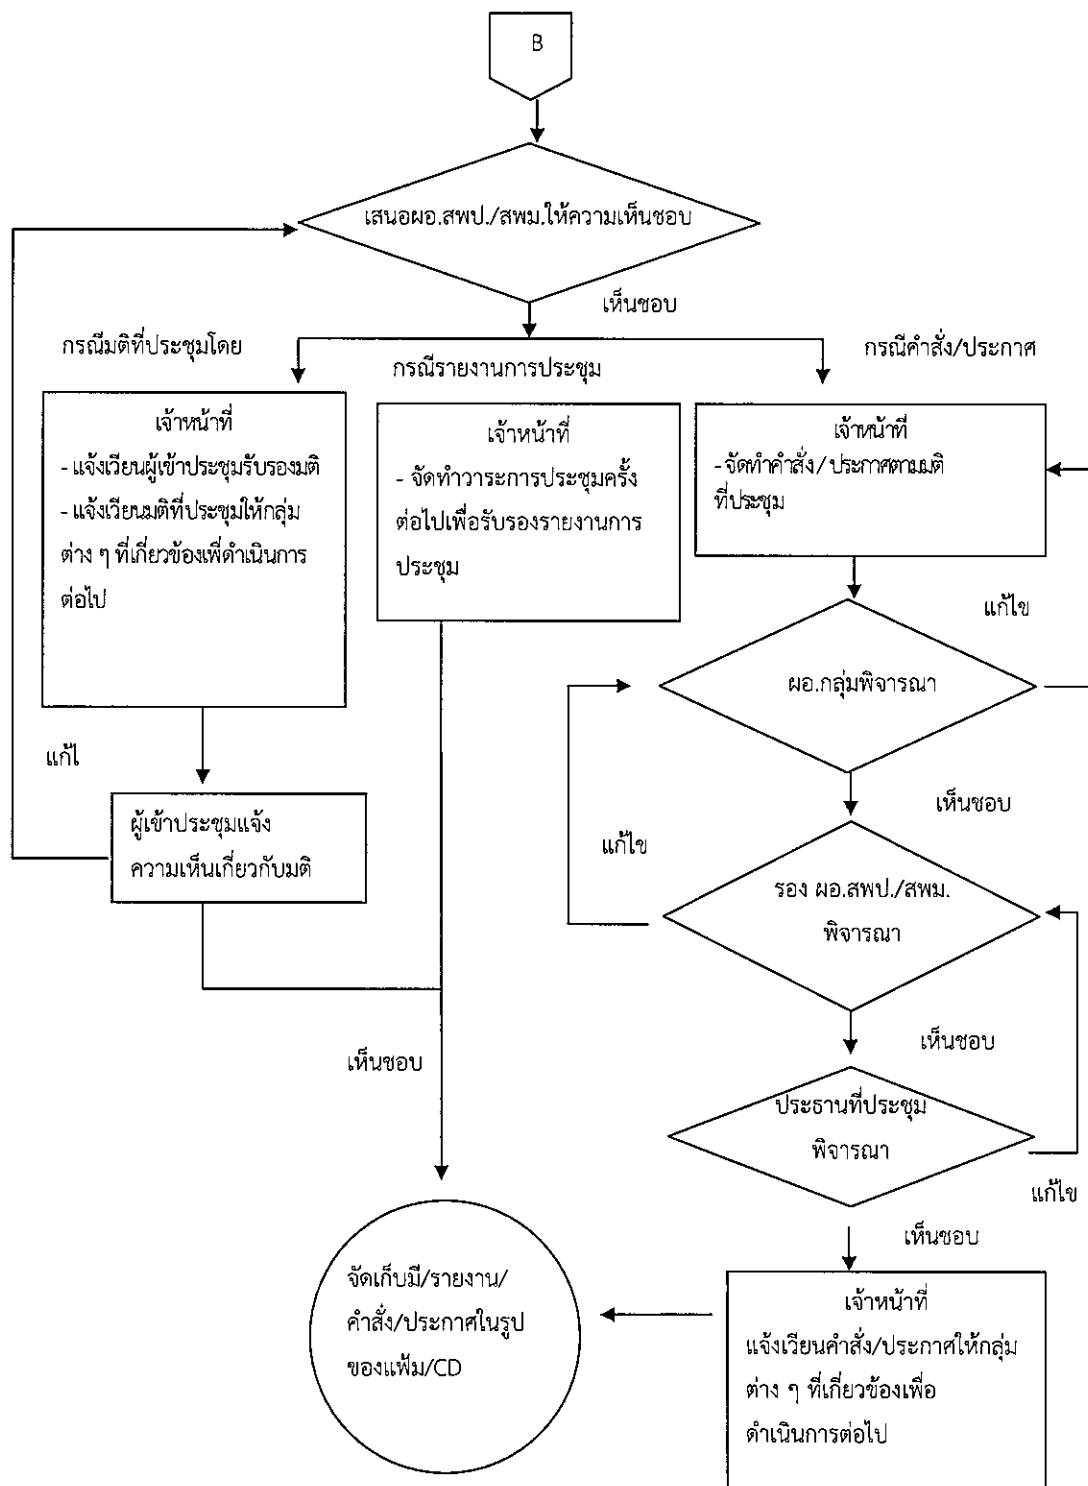 B
เสนอผอ.สพป./สพม.ให้ความเห็นชอบ
เห็นชอบ
กรณีมติที่ประชุมโดย
กรณีรายงานการประชุม
กรณีคำสั่ง/ประกาศ
เจ้าหน้าที่
- แจ้งเวียนผู้เข้าประชุมรับรองมติ
- แจ้งเวียนมติที่ประชุมให้กลุ่ม
ต่าง ๆ ที่เกี่ยวข้องเพี่ดำเนินการ
ต่อไป
เจ้าหน้าที่
- จัดทำวาระการประชุมครั้ง
ต่อไปเพื่อรับรองรายงานการ
ประชุม
เจ้าหน้าที่
- จัดทำคำสั่ง / ประกาศตามมติ
ที่ประชุม
แก้ไข
ผอ.กลุ่มพิจารณา
แก้ไ
เห็นชอบ
ผู้เข้าประชุมแจ้ง
ความเห็นเกี่ยวกับมติ
แก้ไข
รอง ผอ.สพป./สพม.
พิจารณา
เห็นชอบ
เห็นชอบ
ประธานที่ประชุม
พิจารณา
แก้ไข
เห็นชอบ
จัดเก็บมี/รายงาน/
คำสั่ง/ประกาศในรูป
ของแฟ้ม/CD
เจ้าหน้าที่
แจ้งเวียนคำสั่ง/ประกาศให้กลุ่ม
ต่าง ๆ ที่เกี่ยวข้องเพื่อ
ดำเนินการต่อไป